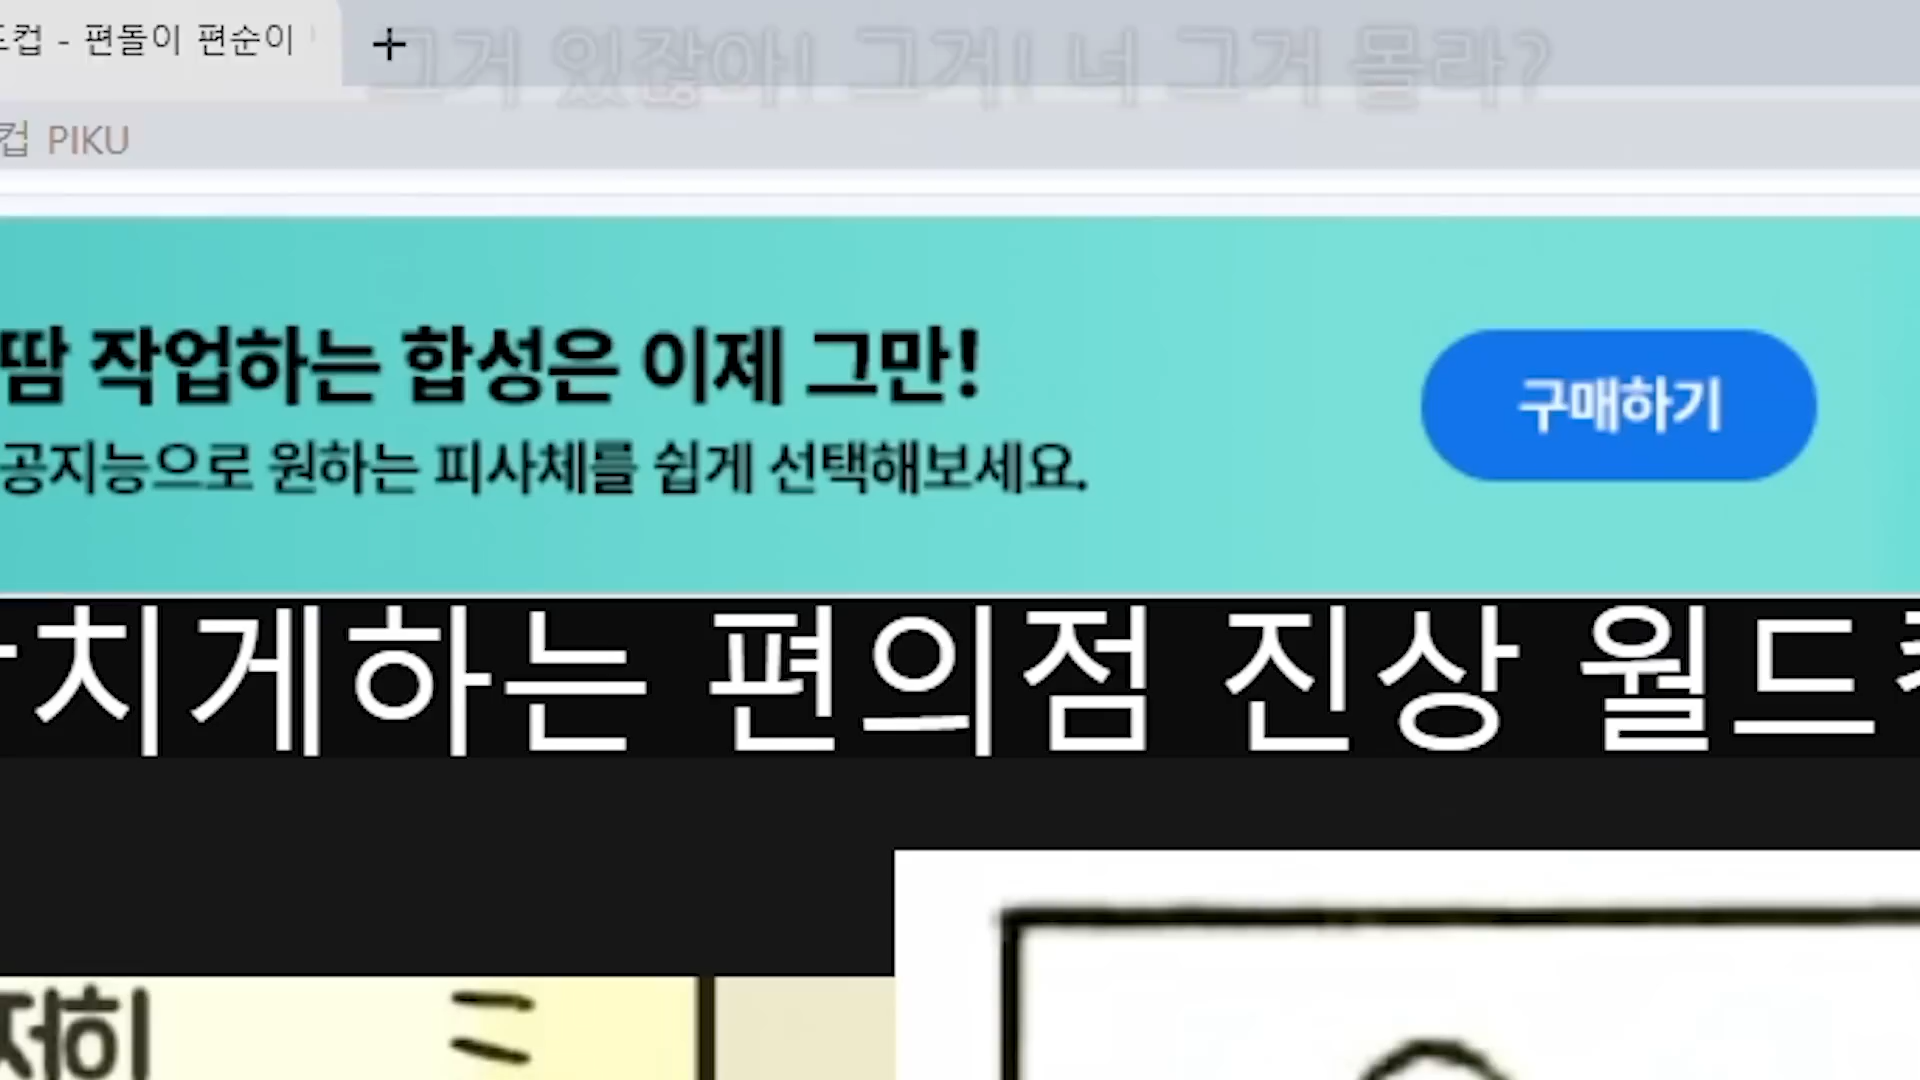 드컵 - 편돌이 편순이
그거 있잖아! 그거! 너 그거 몰라?
컵 PIKU
땀 작업하는 합성은 이제 그만!
공지능으로 원하는 피사체를 쉽게 선택해보세요.
구매하기
치게하는 편의점 진상 월드
저히